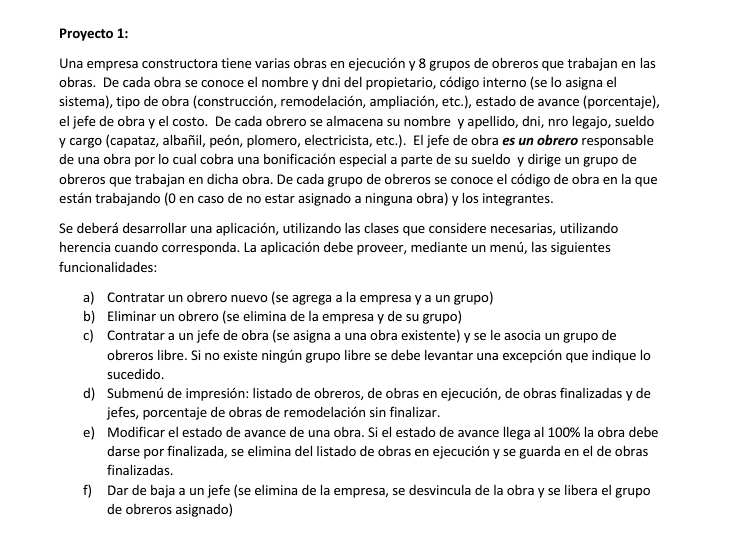 Proyecto 1:
Una empresa constructora tiene varias obras en ejecución y 8 grupos de obreros que trabajan en las
obras.  De cada obra se conoce el nombre y dni del propietario, código interno (se lo asigna el
sistema), tipo de obra (construcción, remodelación, ampliación, etc.), estado de avance (porcentaje),
el jefe de obra y el costo.  De cada obrero se almacena su nombre  y apellido, dni, nro legajo, sueldo
y cargo (capataz, albañil, peón, plomero, electricista, etc.).  El jefe de obra es un obrero responsable
de una obra por lo cual cobra una bonificación especial a parte de su sueldo  y dirige un grupo de
obreros que trabajan en dicha obra. De cada grupo de obreros se conoce el código de obra en la que
están trabajando (0 en caso de no estar asignado a ninguna obra) y los integrantes.
Se deberá desarrollar una aplicación, utilizando las clases que considere necesarias, utilizando
herencia cuando corresponda. La aplicación debe proveer, mediante un menú, las siguientes
funcionalidades:
a) Contratar un obrero nuevo (se agrega a la empresa y a un grupo)
b) Eliminar un obrero (se elimina de la empresa y de su grupo)
c) Contratar a un jefe de obra (se asigna a una obra existente) y se le asocia un grupo de
obreros libre. Si no existe ningún grupo libre se debe levantar una excepción que indique lo
sucedido.
d) Submenú de impresión: listado de obreros, de obras en ejecución, de obras finalizadas y de
jefes, porcentaje de obras de remodelación sin finalizar.
e) Modificar el estado de avance de una obra. Si el estado de avance llega al 100% la obra debe
darse por finalizada, se elimina del listado de obras en ejecución y se guarda en el de obras
finalizadas.
f) Dar de baja a un jefe (se elimina de la empresa, se desvincula de la obra y se libera el grupo
de obreros asignado)